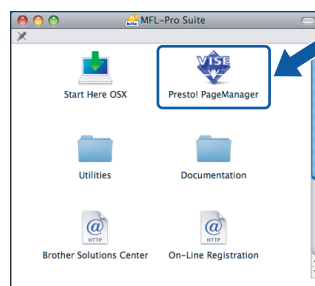 MFL-Pro Suite
Start Here OSX
VISE
Presto! PageManager
Utilities
Documentation
@
HTTP
Brother Solutions Center
@
HTTP
On-Line Registration